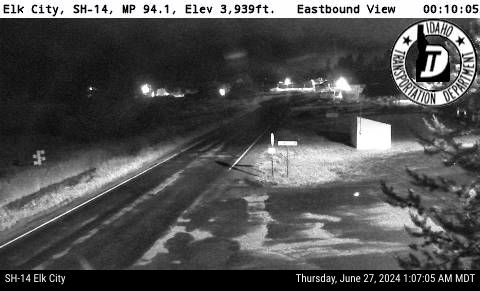 Elk City, SH-14, MP 94.1, Elev 3,939ft.   Eastbound View   00:10:05
IDAHO
TRANSPORTATION DEPARTMENT
SH-14 Elk City   Thursday, June 27, 2024 1:07:05 AM MDT